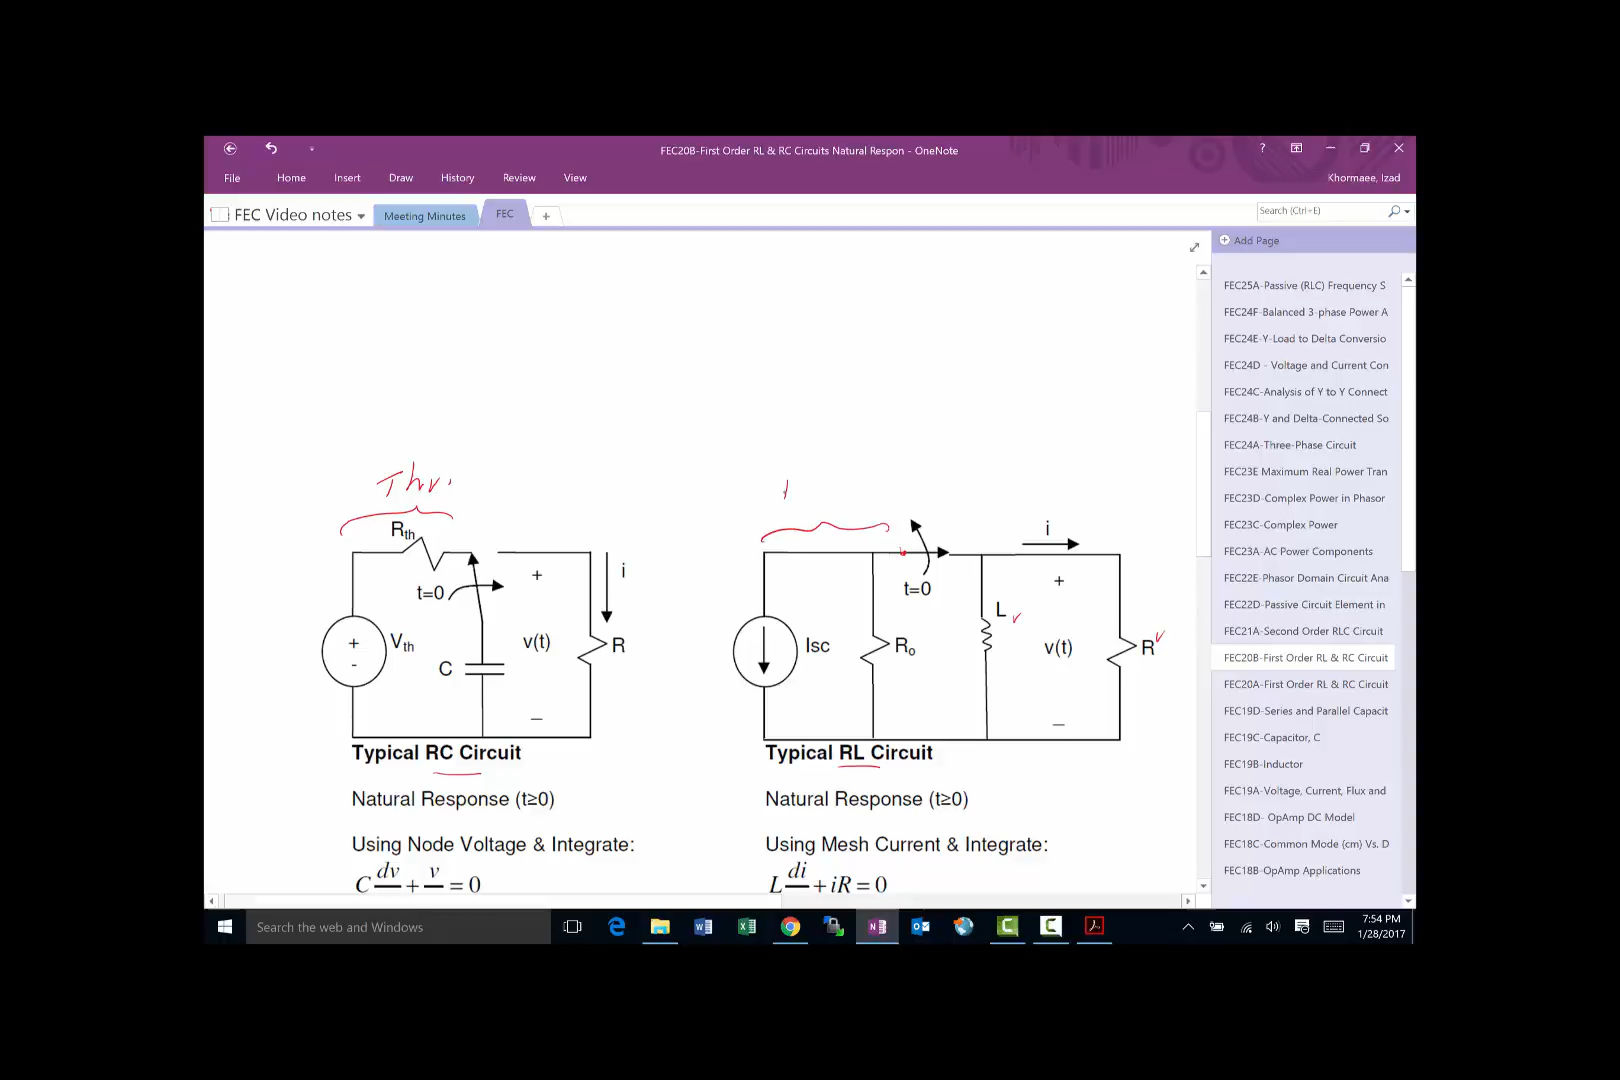 FEC20B-First Order RL & RC Circuits Natural Respon - OneNote
?
File Home Insert Draw History Review View
Khormaee, Izad
FEC Video notes Meeting Minutes FEC +
Search (Ctrl+E)
Add Page
FEC25A-Passive (RLC) Frequency S
FEC24F-Balanced 3-phase Power A
FEC24E-Y-Load to Delta Conversio
FEC24D - Voltage and Current Con
FEC24C-Analysis of Y to Y Connect
FEC24B-Y and Delta-Connected So
FEC24A-Three-Phase Circuit
FEC23E Maximum Real Power Tran
FEC23D-Complex Power in Phasor
FEC23C-Complex Power
FEC23A-AC Power Components
FEC22E-Phasor Domain Circuit Ana
FEC22D-Passive Circuit Element in
FEC21A-Second Order RLC Circuit
FEC20B-First Order RL & RC Circuit
FEC20A-First Order RL & RC Circuit
FEC19D-Series and Parallel Capacit
FEC19C-Capacitor, C
FEC19B-Inductor
FEC19A-Voltage, Current, Flux and
FEC18D- OpAmp DC Model
FEC18C-Common Mode (cm) Vs. D
FEC18B-OpAmp Applications
Thv.
Rth
t=0
+
i
+
-
Vth
C
v(t)
R
−
Typical RC Circuit
Natural Response (t≥0)
Using Node Voltage & Integrate:
C dv + v = 0
i
t=0
+
L
Isc
Ro
v(t)
R
−
Typical RL Circuit
Natural Response (t≥0)
Using Mesh Current & Integrate:
L di + iR = 0
Search the web and Windows
7:54 PM
1/28/2017